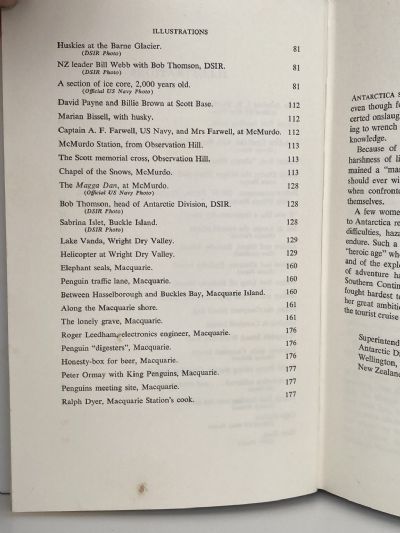 ILLUSTRATIONS
Huskies at the Barne Glacier. 81
(DSIR Photo)
NZ leader Bill Webb with Bob Thomson, DSIR. 81
(DSIR Photo)
A section of ice core, 2,000 years old. 81
(Official US Navy Photo)
David Payne and Billie Brown at Scott Base. 112
Marian Bissell, with husky. 112
Captain A. F. Farwell, US Navy, and Mrs Farwell, at McMurdo. 112
McMurdo Station, from Observation Hill. 113
The Scott memorial cross, Observation Hill. 113
Chapel of the Snows, McMurdo. 113
The Magga Dan, at McMurdo. 128
(Official US Navy Photo)
Bob Thomson, head of Antarctic Division, DSIR. 128
(DSIR Photo)
Sabrina Islet, Buckle Island. 128
(DSIR Photo)
Lake Vanda, Wright Dry Valley. 129
Helicopter at Wright Dry Valley. 129
Elephant seals, Macquarie. 160
Penguin traffic lane, Macquarie. 160
Between Hasselborough and Buckles Bay, Macquarie Island. 160
Along the Macquarie shore. 161
The lonely grave, Macquarie. 161
Roger Leedham, electronics engineer, Macquarie. 176
Penguin "digesters", Macquarie. 176
Honesty-box for beer, Macquarie. 176
Peter Ormay with King Penguins, Macquarie. 177
Penguins meeting site, Macquarie. 177
Ralph Dyer, Macquarie Station's cook. 177
ANTARCTICA
even though f
certed onslaug
ing to wrench
knowledge.
Because of
harshness of li
mained a "ma
should ever wi
when confronte
themselves.
A few wome
to Antarctica re
difficulties, haza
endure. Such a
"heroic age" wh
and of the explo
of adventure ha
Southern Contin
fought hardest t
her great ambitio
the tourist cruise
Superintend
Antarctic Di
Wellington,
New Zealand